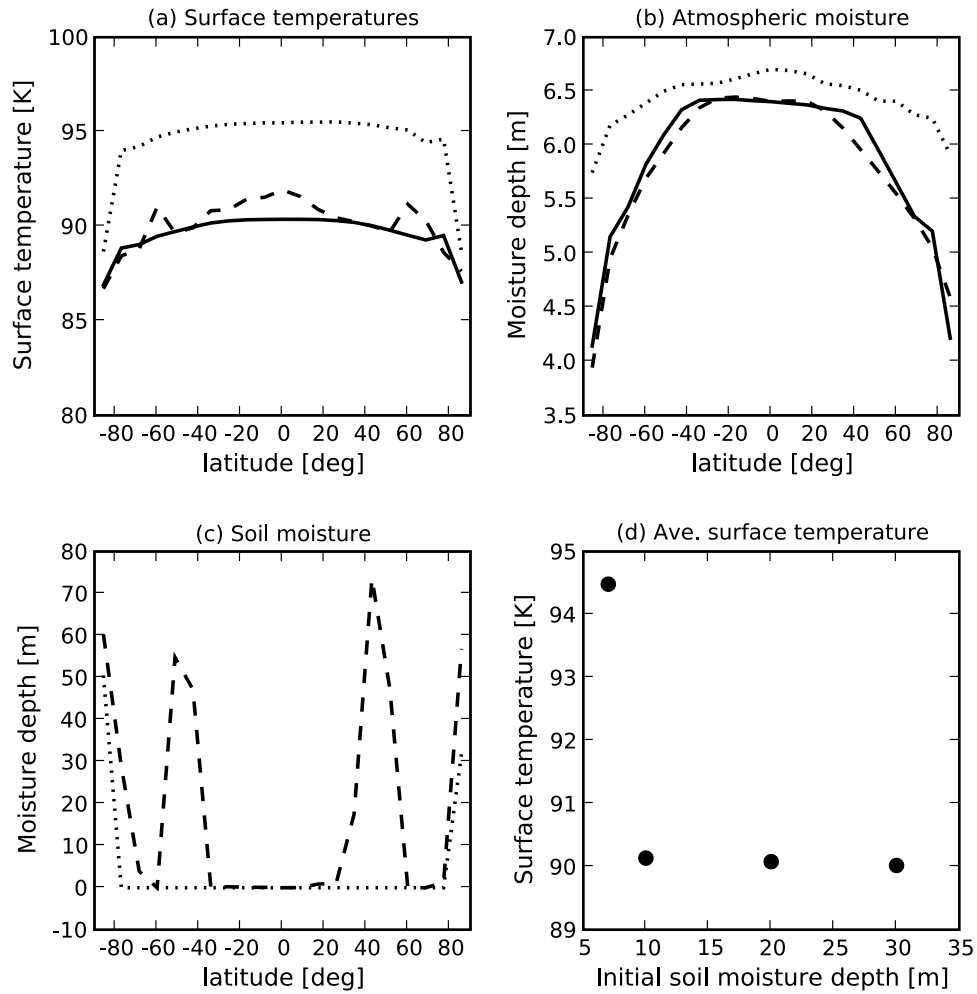 (a) Surface temperatures
100
95
90
85
80
Surface temperature [K]
-80 -60 -40 -20 0 20 40 60 80
latitude [deg]
(b) Atmospheric moisture
7.0
6.5
6.0
5.5
5.0
4.5
4.0
3.5
Moisture depth [m]
-80 -60 -40 -20 0 20 40 60 80
latitude [deg]
(c) Soil moisture
80
70
60
50
40
30
20
10
0
-10
Moisture depth [m]
-80 -60 -40 -20 0 20 40 60 80
latitude [deg]
(d) Ave. surface temperature
95
94
93
92
91
90
89
Surface temperature [K]
5 10 15 20 25 30 35
Initial soil moisture depth [m]